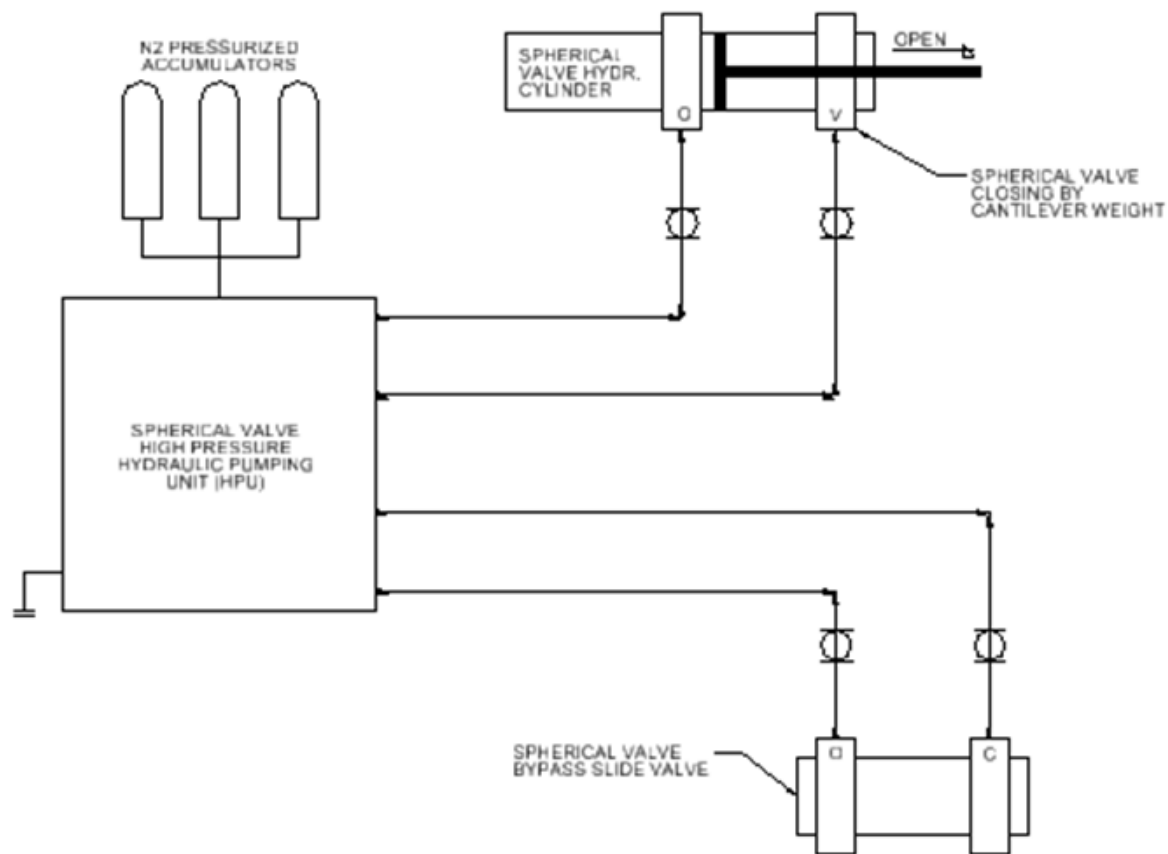 N2 PRESSURIZED
ACCUMULATORS
SPHERICAL
VALVE HYDR.
CYLINDER
OPEN
O
V
SPHERICAL VALVE
CLOSING BY
CANTILEVER WEIGHT
SPHERICAL VALVE
HIGH PRESSURE
HYDRAULIC PUMPING
UNIT (HPU)
SPHERICAL VALVE
BYPASS SLIDE VALVE
C